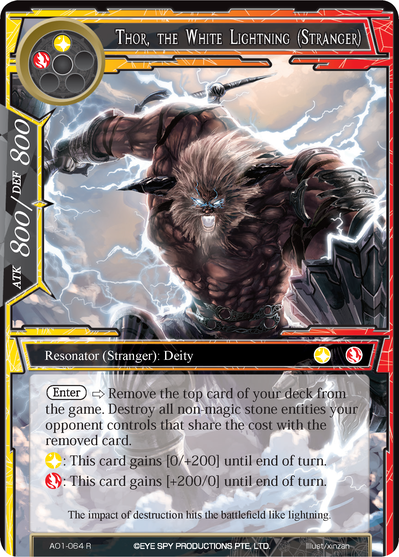 Thor, the White Lightning (Stranger)
ATK 800 / DEF 800
Resonator (Stranger): Deity
Enter ⇨ Remove the top card of your deck from
the game. Destroy all non-magic stone entities your
opponent controls that share the cost with the
removed card.
: This card gains [0/+200] until end of turn.
: This card gains [+200/0] until end of turn.
The impact of destruction hits the battlefield like lightning.
AO1-064 R ©EYE SPY PRODUCTIONS PTE. LTD. Illust/xinzan